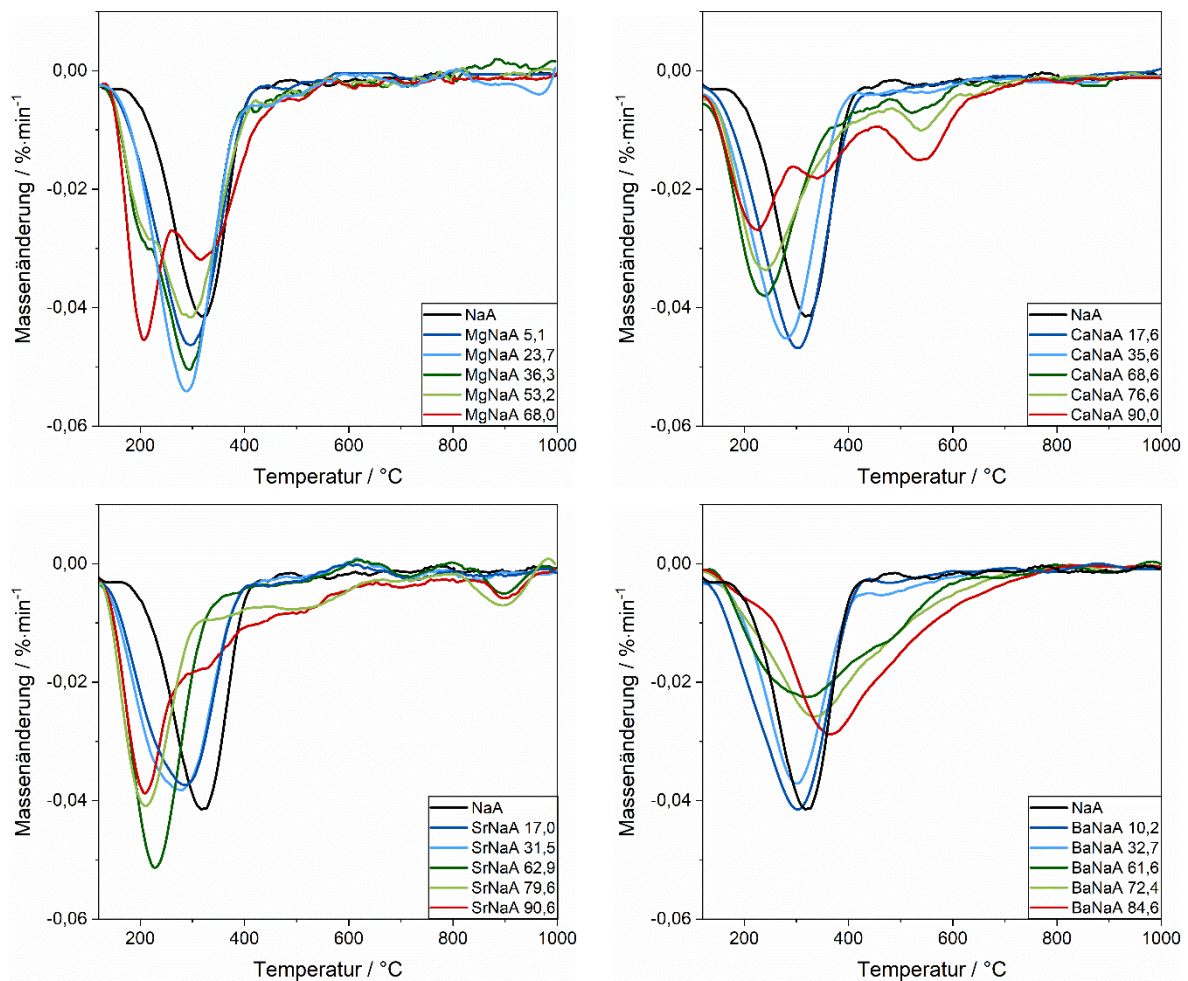 0,00
-0,02
-0,04
-0,06
Massenänderung / %·min⁻¹
200 400 600 800 1000
Temperatur / °C
NaA
MgNaA 5,1
MgNaA 23,7
MgNaA 36,3
MgNaA 53,2
MgNaA 68,0
0,00
-0,02
-0,04
-0,06
Massenänderung / %·min⁻¹
200 400 600 800 1000
Temperatur / °C
NaA
CaNaA 17,6
CaNaA 35,6
CaNaA 68,6
CaNaA 76,6
CaNaA 90,0
0,00
-0,02
-0,04
-0,06
Massenänderung / %·min⁻¹
200 400 600 800 1000
Temperatur / °C
NaA
SrNaA 17,0
SrNaA 31,5
SrNaA 62,9
SrNaA 79,6
SrNaA 90,6
0,00
-0,02
-0,04
-0,06
Massenänderung / %·min⁻¹
200 400 600 800 1000
Temperatur / °C
NaA
BaNaA 10,2
BaNaA 32,7
BaNaA 61,6
BaNaA 72,4
BaNaA 84,6